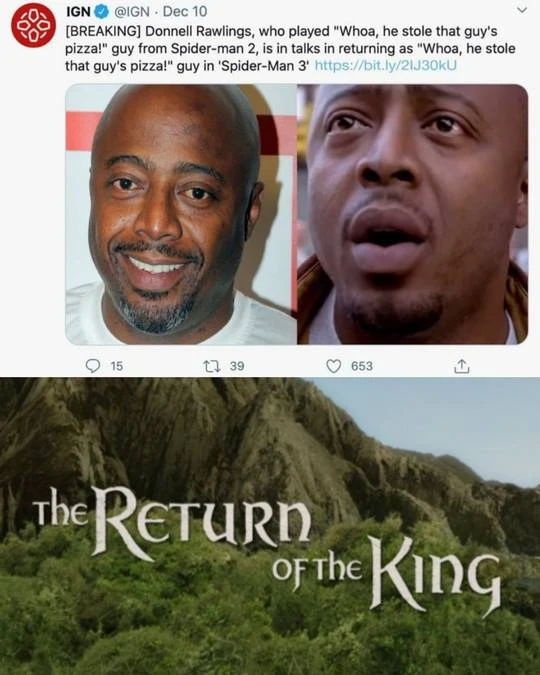 IGN @IGN · Dec 10
[BREAKING] Donnell Rawlings, who played "Whoa, he stole that guy's
pizza!" guy from Spider-man 2, is in talks in returning as "Whoa, he stole
that guy's pizza!" guy in 'Spider-Man 3' https://bit.ly/2IJ30kU
15 39 653
The Return
of the King